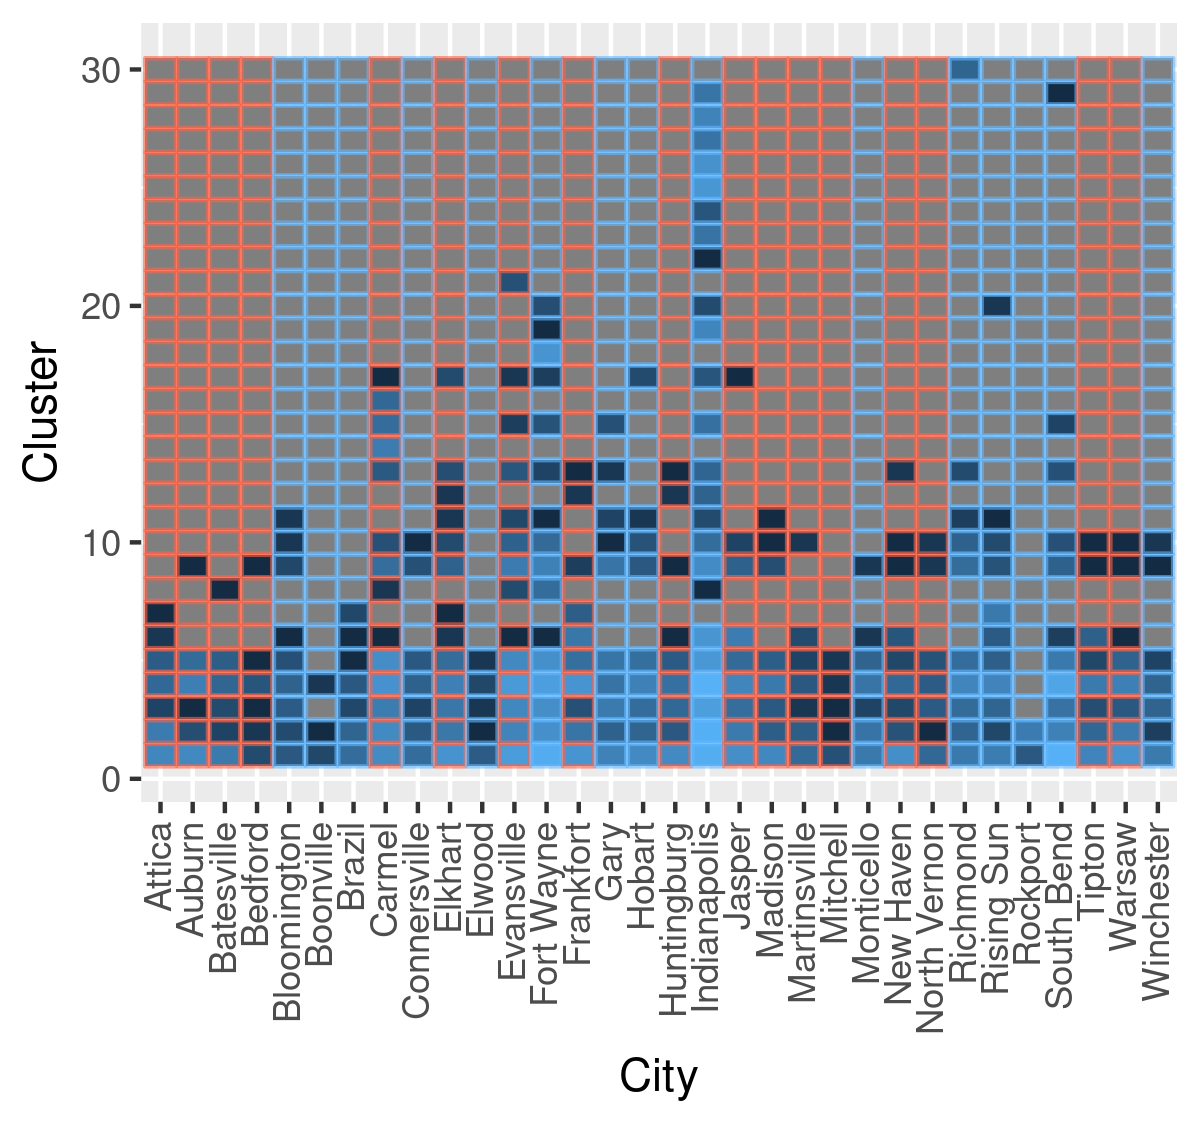 30
20
10
0
Cluster
Attica
Auburn
Batesville
Bedford
Bloomington
Boonville
Brazil
Carmel
Connersville
Elkhart
Elwood
Evansville
Fort Wayne
Frankfort
Gary
Hobart
Huntingburg
Indianapolis
Jasper
Madison
Martinsville
Mitchell
Monticello
New Haven
North Vernon
Richmond
Rising Sun
Rockport
South Bend
Tipton
Warsaw
Winchester
City